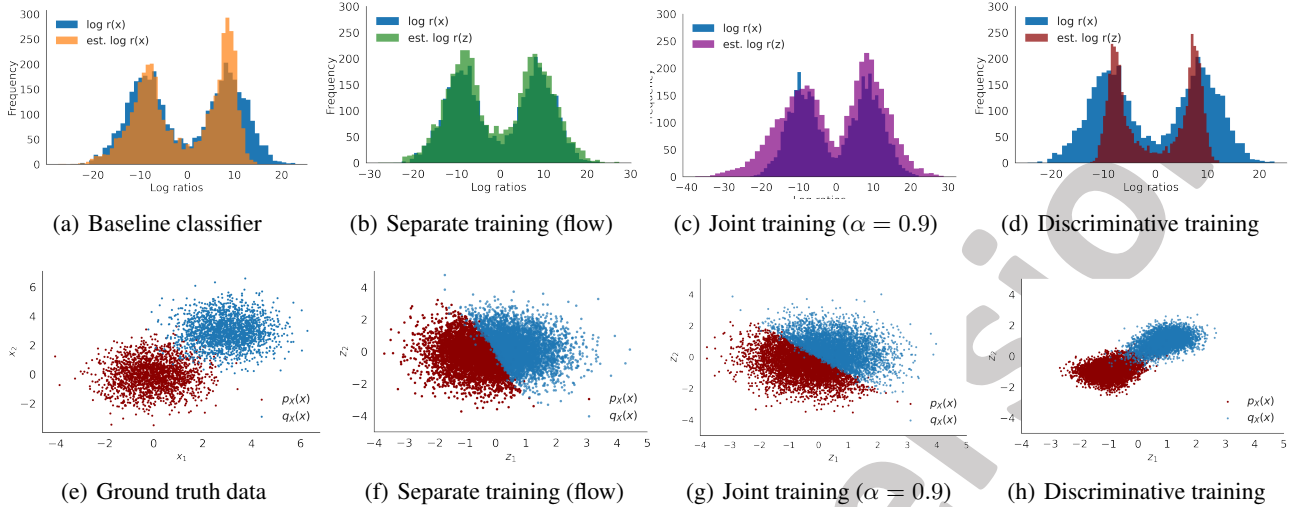 log r(x)
est. log r(x)
Frequency
300
250
200
150
100
50
0
−20 −10 0 10 20
Log ratios
(a) Baseline classifier
log r(x)
est. log r(z)
Frequency
300
250
200
150
100
50
0
−30 −20 −10 0 10 20 30
Log ratios
(b) Separate training (flow)
log r(x)
est. log r(z)
300
250
200
150
100
50
0
−40 −30 −20 −10 0 10 20 30
(c) Joint training (α = 0.9)
log r(x)
est. log r(z)
Frequency
300
250
200
150
100
50
0
−20 −10 0 10 20
Log ratios
(d) Discriminative training
x2
6
4
2
0
−2
−4 −2 0 2 4 6
x1
pX(x)
qX(x)
(e) Ground truth data
z2
4
2
0
−2
−4
−4 −3 −2 −1 0 1 2 3 4 5
z1
pX(x)
qX(x)
(f) Separate training (flow)
z2
4
2
0
−2
−4
−4 −3 −2 −1 0 1 2 3 4 5
z1
pX(x)
qX(x)
(g) Joint training (α = 0.9)
4
2
0
−2
−4
−4 −3 −2 −1 0 1 2 3 4 5
z1
pX(x)
qX(x)
(h) Discriminative training